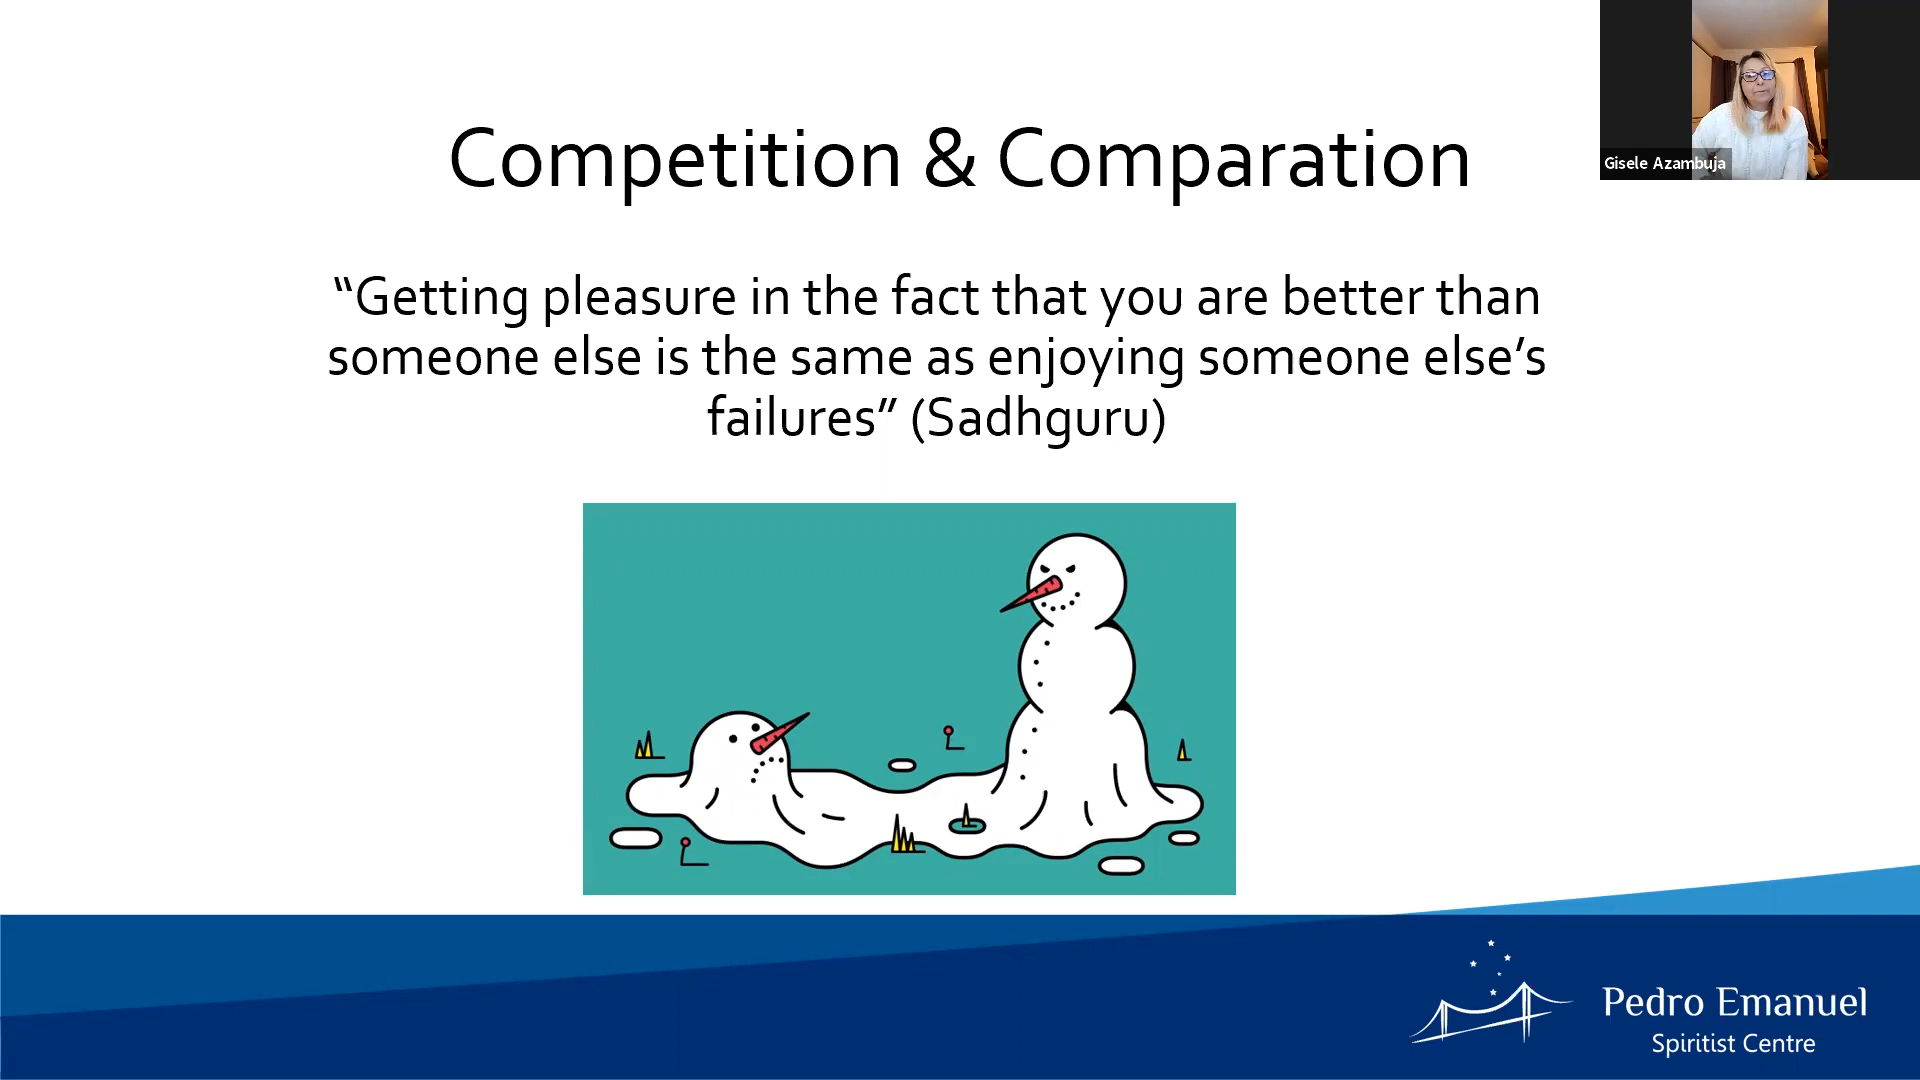 Competition & Comparation
Gisele Azambuja
“Getting pleasure in the fact that you are better than
someone else is the same as enjoying someone else’s
failures” (Sadhguru)
Pedro Emanuel
Spiritist Centre